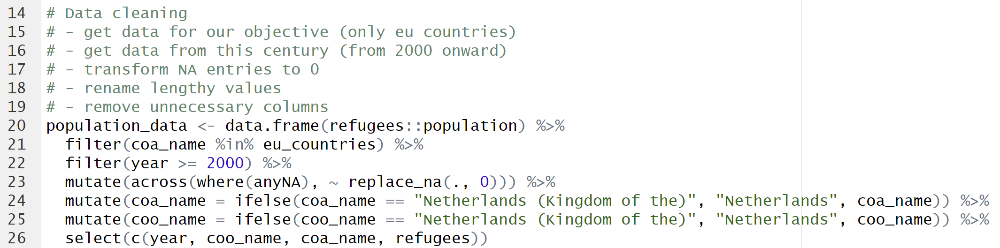 14 # Data cleaning
15 # - get data for our objective (only eu countries)
16 # - get data from this century (from 2000 onward)
17 # - transform NA entries to 0
18 # - rename lengthy values
19 # - remove unnecessary columns
20 population_data <- data.frame(refugees::population) %>%
21   filter(coa_name %in% eu_countries) %>%
22   filter(year >= 2000) %>%
23   mutate(across(where(anyNA), ~ replace_na(., 0))) %>%
24   mutate(coa_name = ifelse(coa_name == "Netherlands (Kingdom of the)", "Netherlands", coa_name)) %>%
25   mutate(coo_name = ifelse(coo_name == "Netherlands (Kingdom of the)", "Netherlands", coo_name)) %>%
26   select(c(year, coo_name, coa_name, refugees))